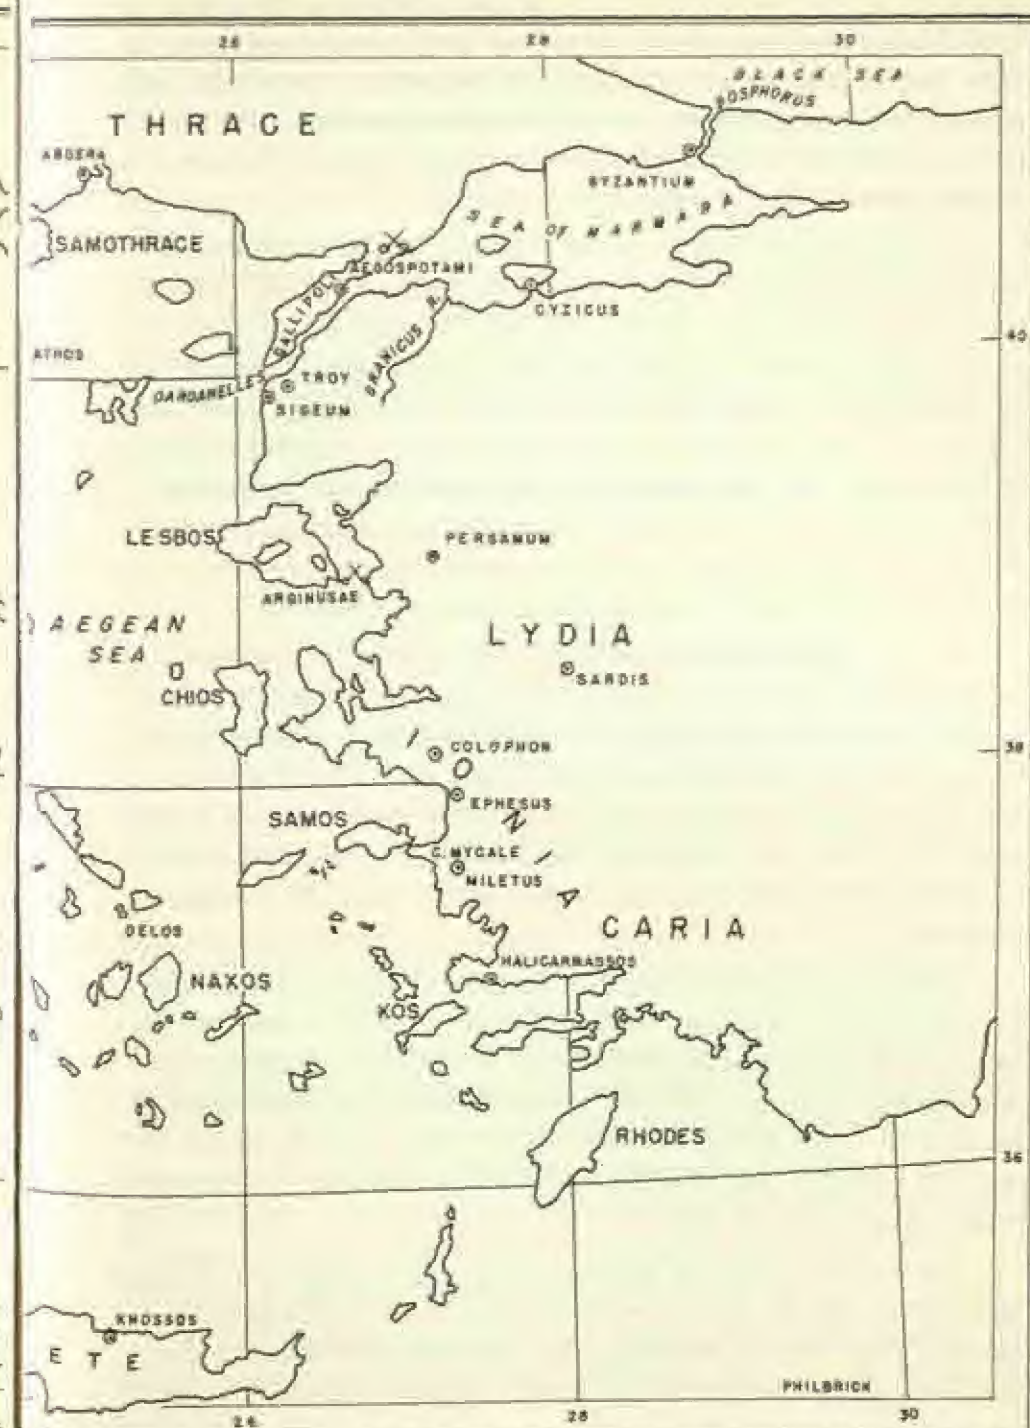 26 28 30
BLACK SEA
BOSPHORUS
THRACE
ABDERA
BYZANTIUM
SEA OF MARMARA
SAMOTHRACE
AEGOSPOTAMI
GALLIPOLI
CYZICUS
GRANICUS R.
40
ATHOS
DARDANELLES
TROY
SIGEUM
LESBOS
PERGAMUM
ARGINUSAE
AEGEAN
SEA
LYDIA
SARDIS
CHIOS
COLOPHON
38
EPHESUS
SAMOS
C. MYCALE
MILETUS
DELOS
CARIA
HALICARNASSOS
NAXOS
KOS
RHODES
36
KNOSSOS
ETE
PHILBRICK
26 28 30